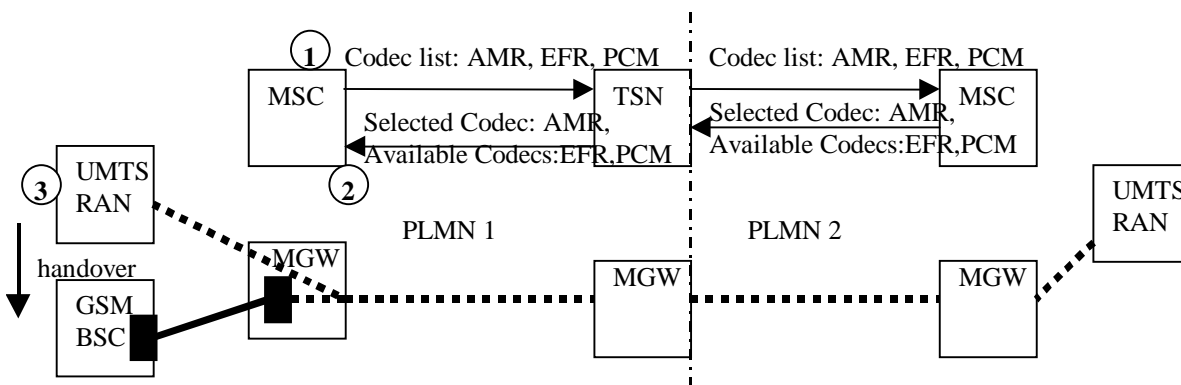 1
Codec list: AMR, EFR, PCM
Codec list: AMR, EFR, PCM
MSC
TSN
MSC
Selected Codec: AMR,
Available Codecs:EFR,PCM
Selected Codec: AMR,
Available Codecs:EFR,PCM
3
UMTS
RAN
2
UMTS
RAN
PLMN 1
PLMN 2
handover
MGW
MGW
MGW
GSM
BSC